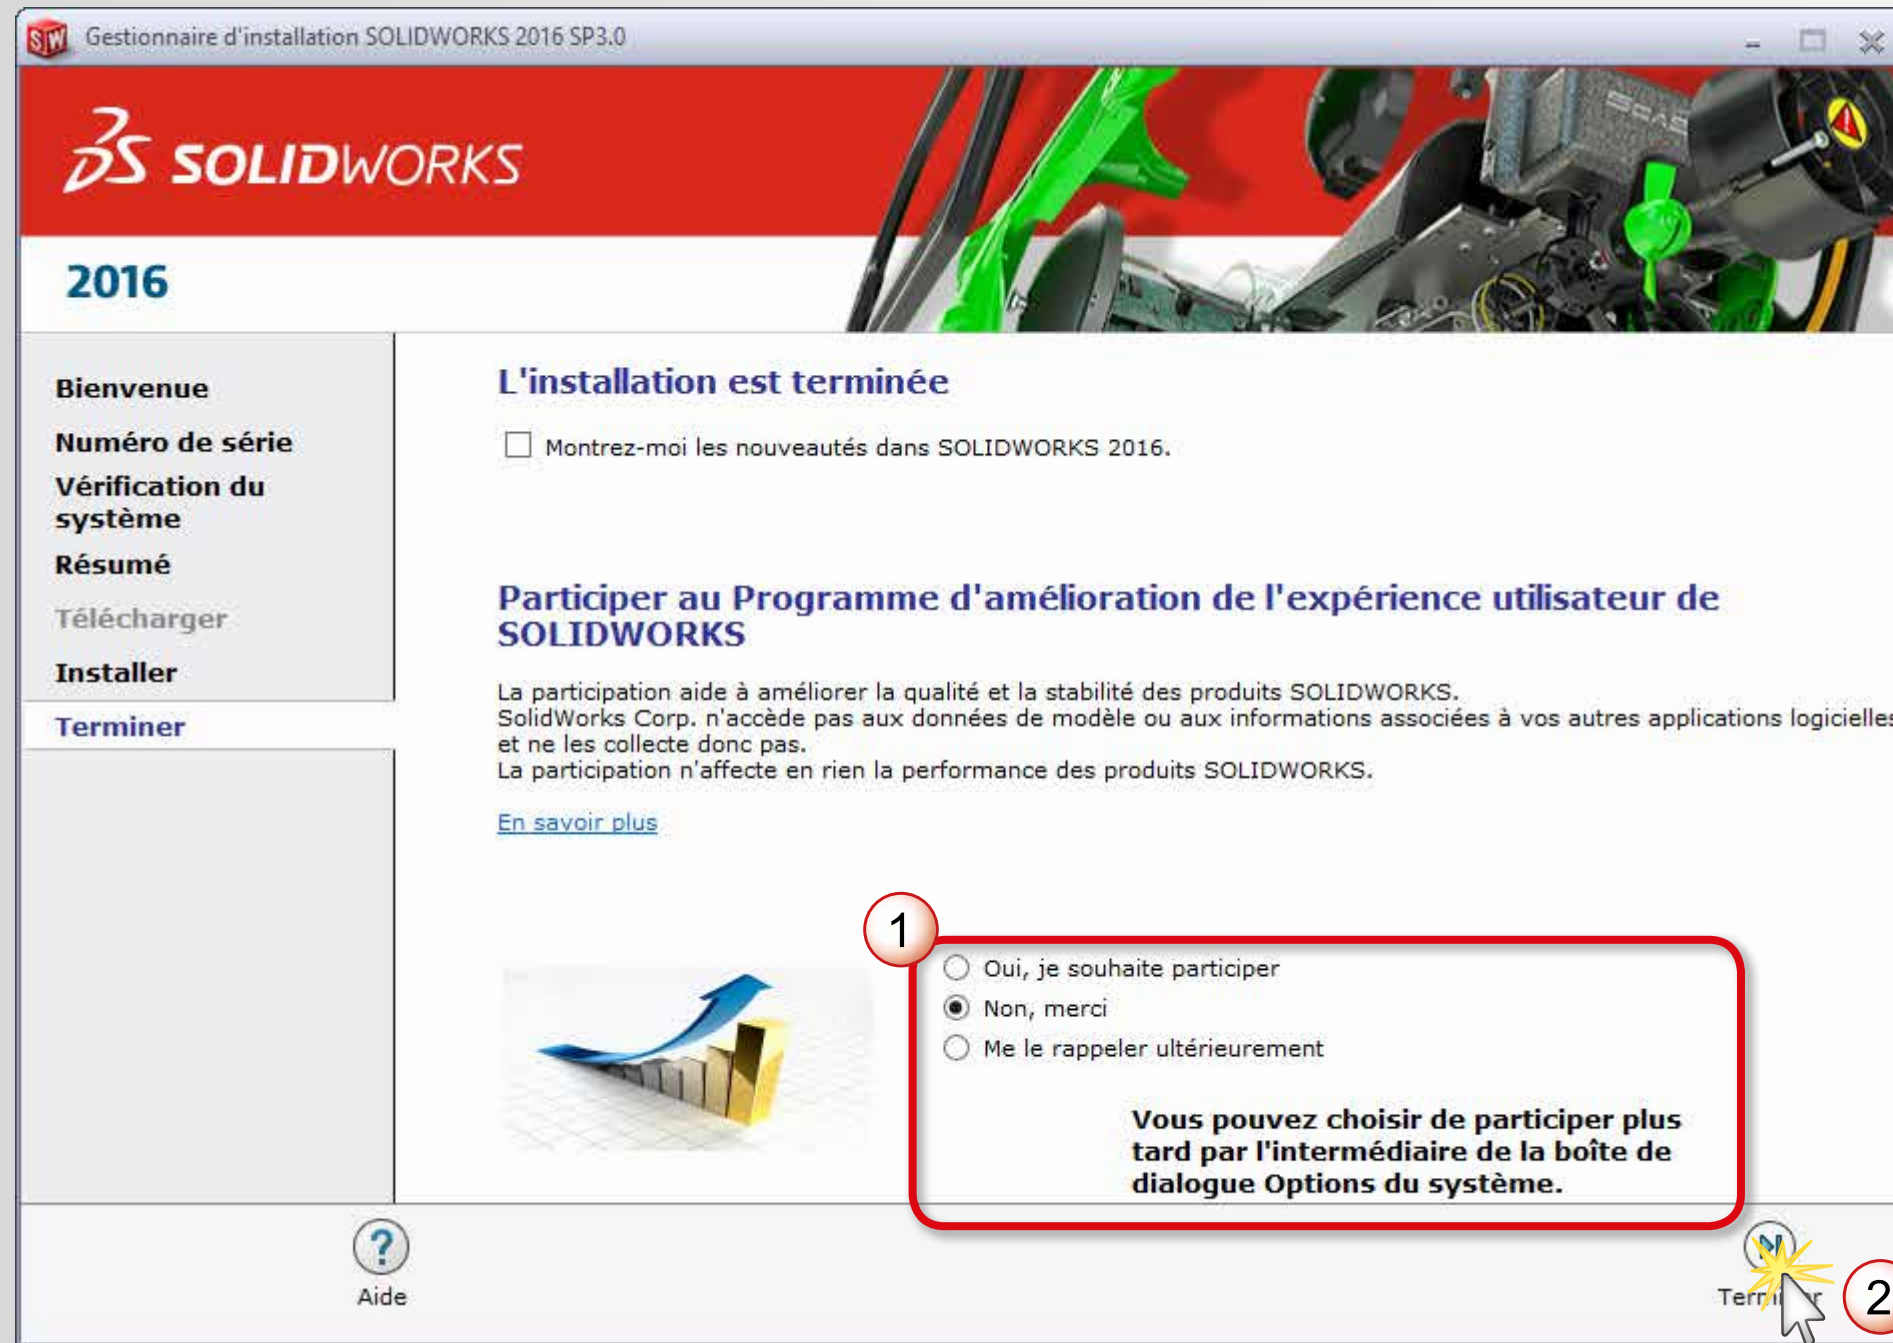 SW Gestionnaire d'installation SOLIDWORKS 2016 SP3.0
3S SOLIDWORKS
2016
Bienvenue
Numéro de série
Vérification du
système
Résumé
Télécharger
Installer
Terminer
L'installation est terminée
Montrez-moi les nouveautés dans SOLIDWORKS 2016.
Participer au Programme d'amélioration de l'expérience utilisateur de
SOLIDWORKS
La participation aide à améliorer la qualité et la stabilité des produits SOLIDWORKS.
SolidWorks Corp. n'accède pas aux données de modèle ou aux informations associées à vos autres applications logicielles
et ne les collecte donc pas.
La participation n'affecte en rien la performance des produits SOLIDWORKS.
En savoir plus
1
Oui, je souhaite participer
Non, merci
Me le rappeler ultérieurement
Vous pouvez choisir de participer plus
tard par l'intermédiaire de la boîte de
dialogue Options du système.
?
Aide
Terminer
2